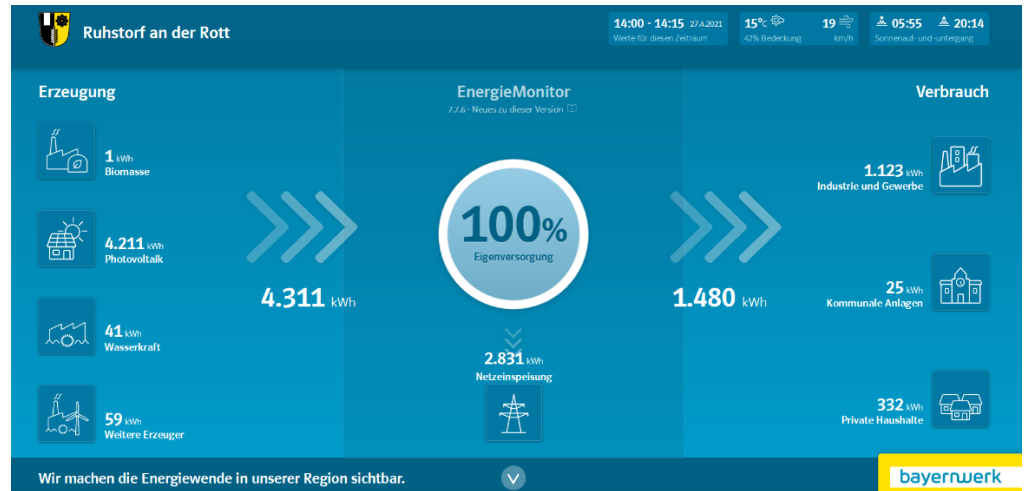 Ruhstorf an der Rott
14:00 - 14:15 27.4.2021
Werte für diesen Zeitraum
15°c
42% Bedeckung
19
km/h
05:55 20:14
Sonnenauf- und -untergang
Erzeugung
EnergieMonitor
7.7.6 - Neues zu dieser Version
Verbrauch
1 kWh
Biomasse
4.211 kWh
Photovoltaik
41 kWh
Wasserkraft
59 kWh
Weitere Erzeuger
4.311 kWh
100%
Eigenversorgung
2.831 kWh
Netzeinspeisung
1.480 kWh
1.123 kWh
Industrie und Gewerbe
25 kWh
Kommunale Anlagen
332 kWh
Private Haushalte
Wir machen die Energiewende in unserer Region sichtbar.
bayernwerk